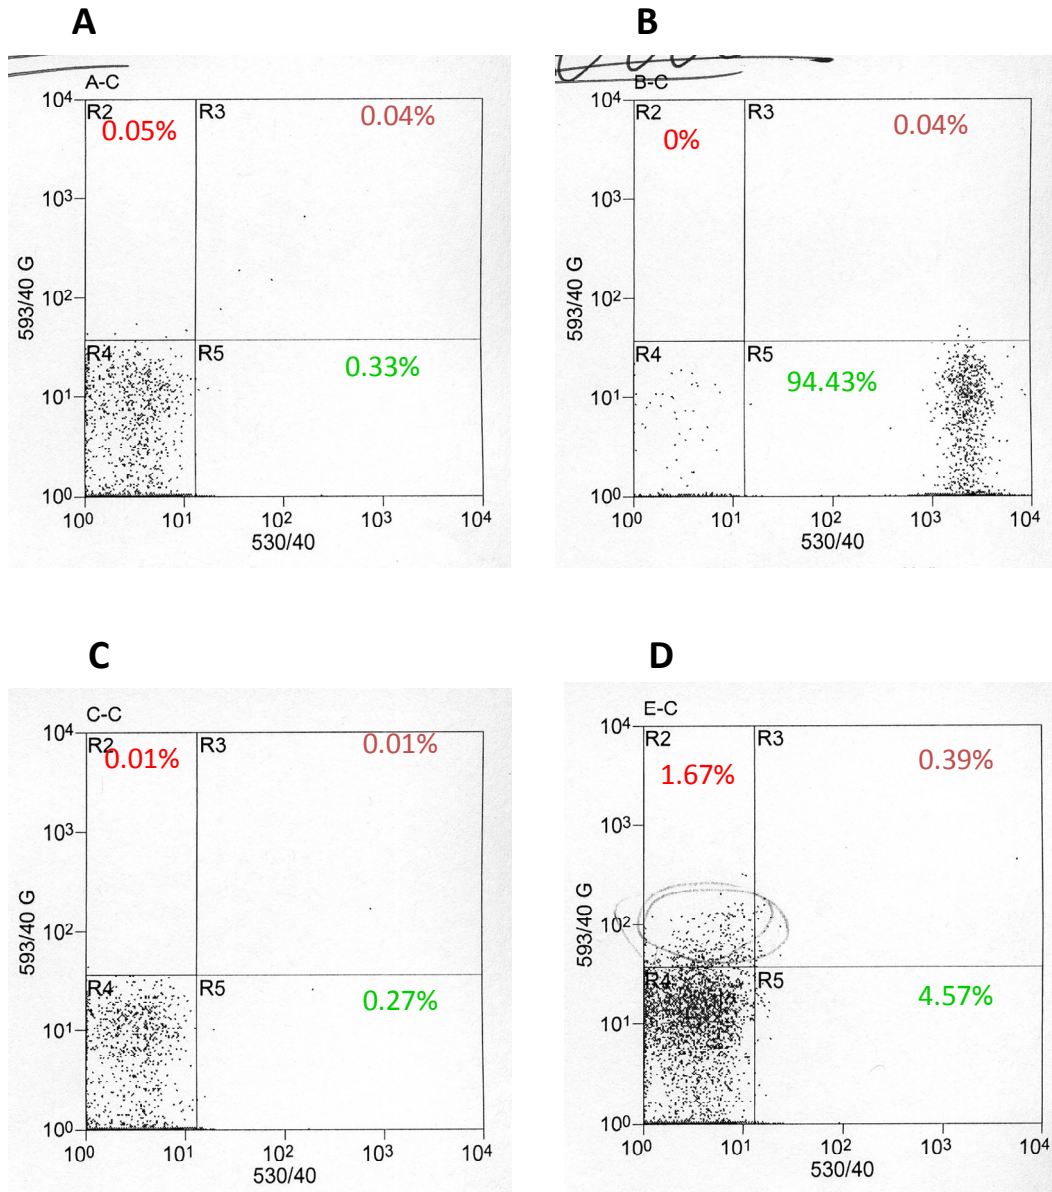 A
B
A-C
10⁴
R2
R3
0.05%
0.04%
10³
10²
593/40 G
R4
R5
0.33%
10¹
10⁰
10⁰
10¹
10²
10³
10⁴
530/40
B-C
10⁴
R2
R3
0%
0.04%
10³
10²
593/40 G
R4
R5
94.43%
10¹
10⁰
10⁰
10¹
10²
10³
10⁴
530/40
C
D
C-C
10⁴
R2
R3
0.01%
0.01%
10³
10²
593/40 G
R4
R5
0.27%
10¹
10⁰
10⁰
10¹
10²
10³
10⁴
530/40
E-C
10⁴
R2
R3
1.67%
0.39%
10³
10²
593/40 G
R4
R5
4.57%
10¹
10⁰
10⁰
10¹
10²
10³
10⁴
530/40